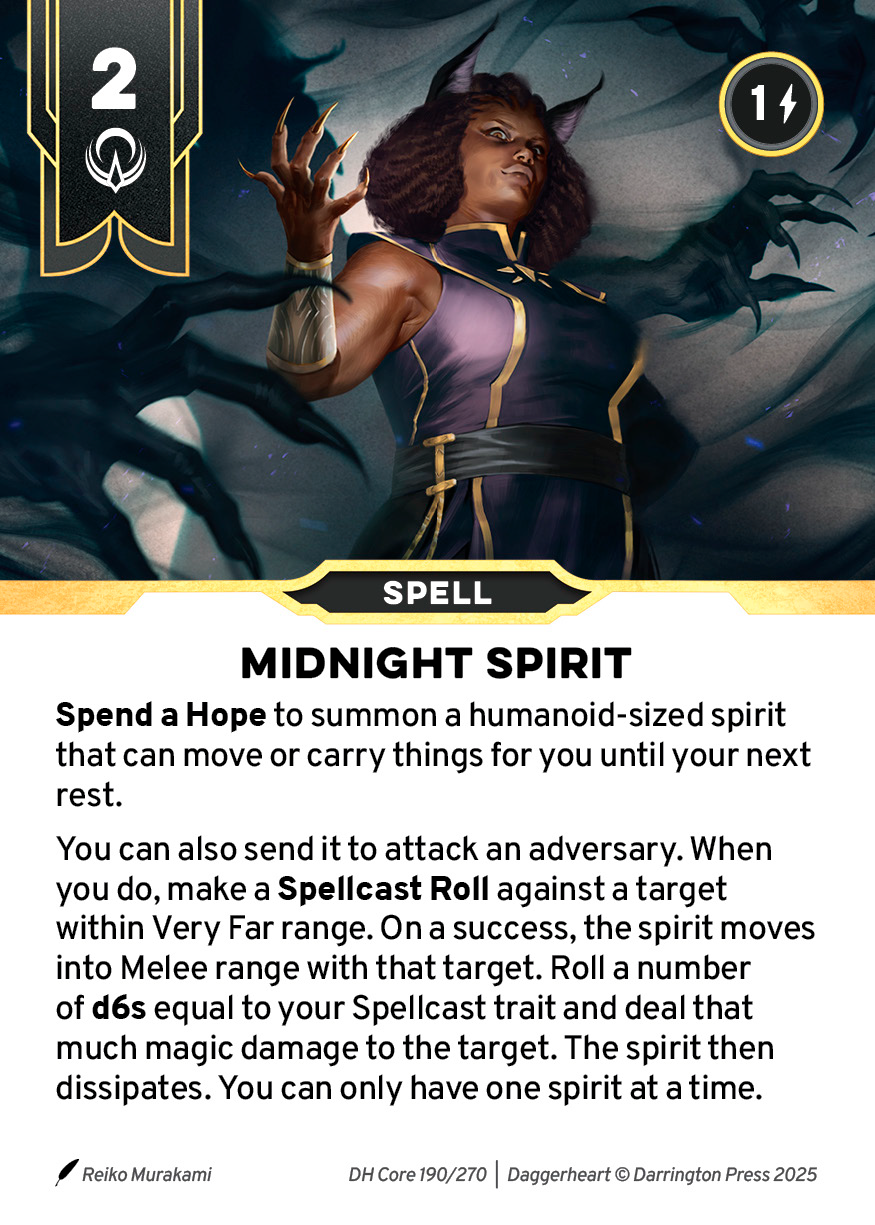 2
1
SPELL
MIDNIGHT SPIRIT
Spend a Hope to summon a humanoid-sized spirit
that can move or carry things for you until your next
rest.
You can also send it to attack an adversary. When
you do, make a Spellcast Roll against a target
within Very Far range. On a success, the spirit moves
into Melee range with that target. Roll a number
of d6s equal to your Spellcast trait and deal that
much magic damage to the target. The spirit then
dissipates. You can only have one spirit at a time.
Reiko Murakami
DH Core 190/270 | Daggerheart © Darrington Press 2025